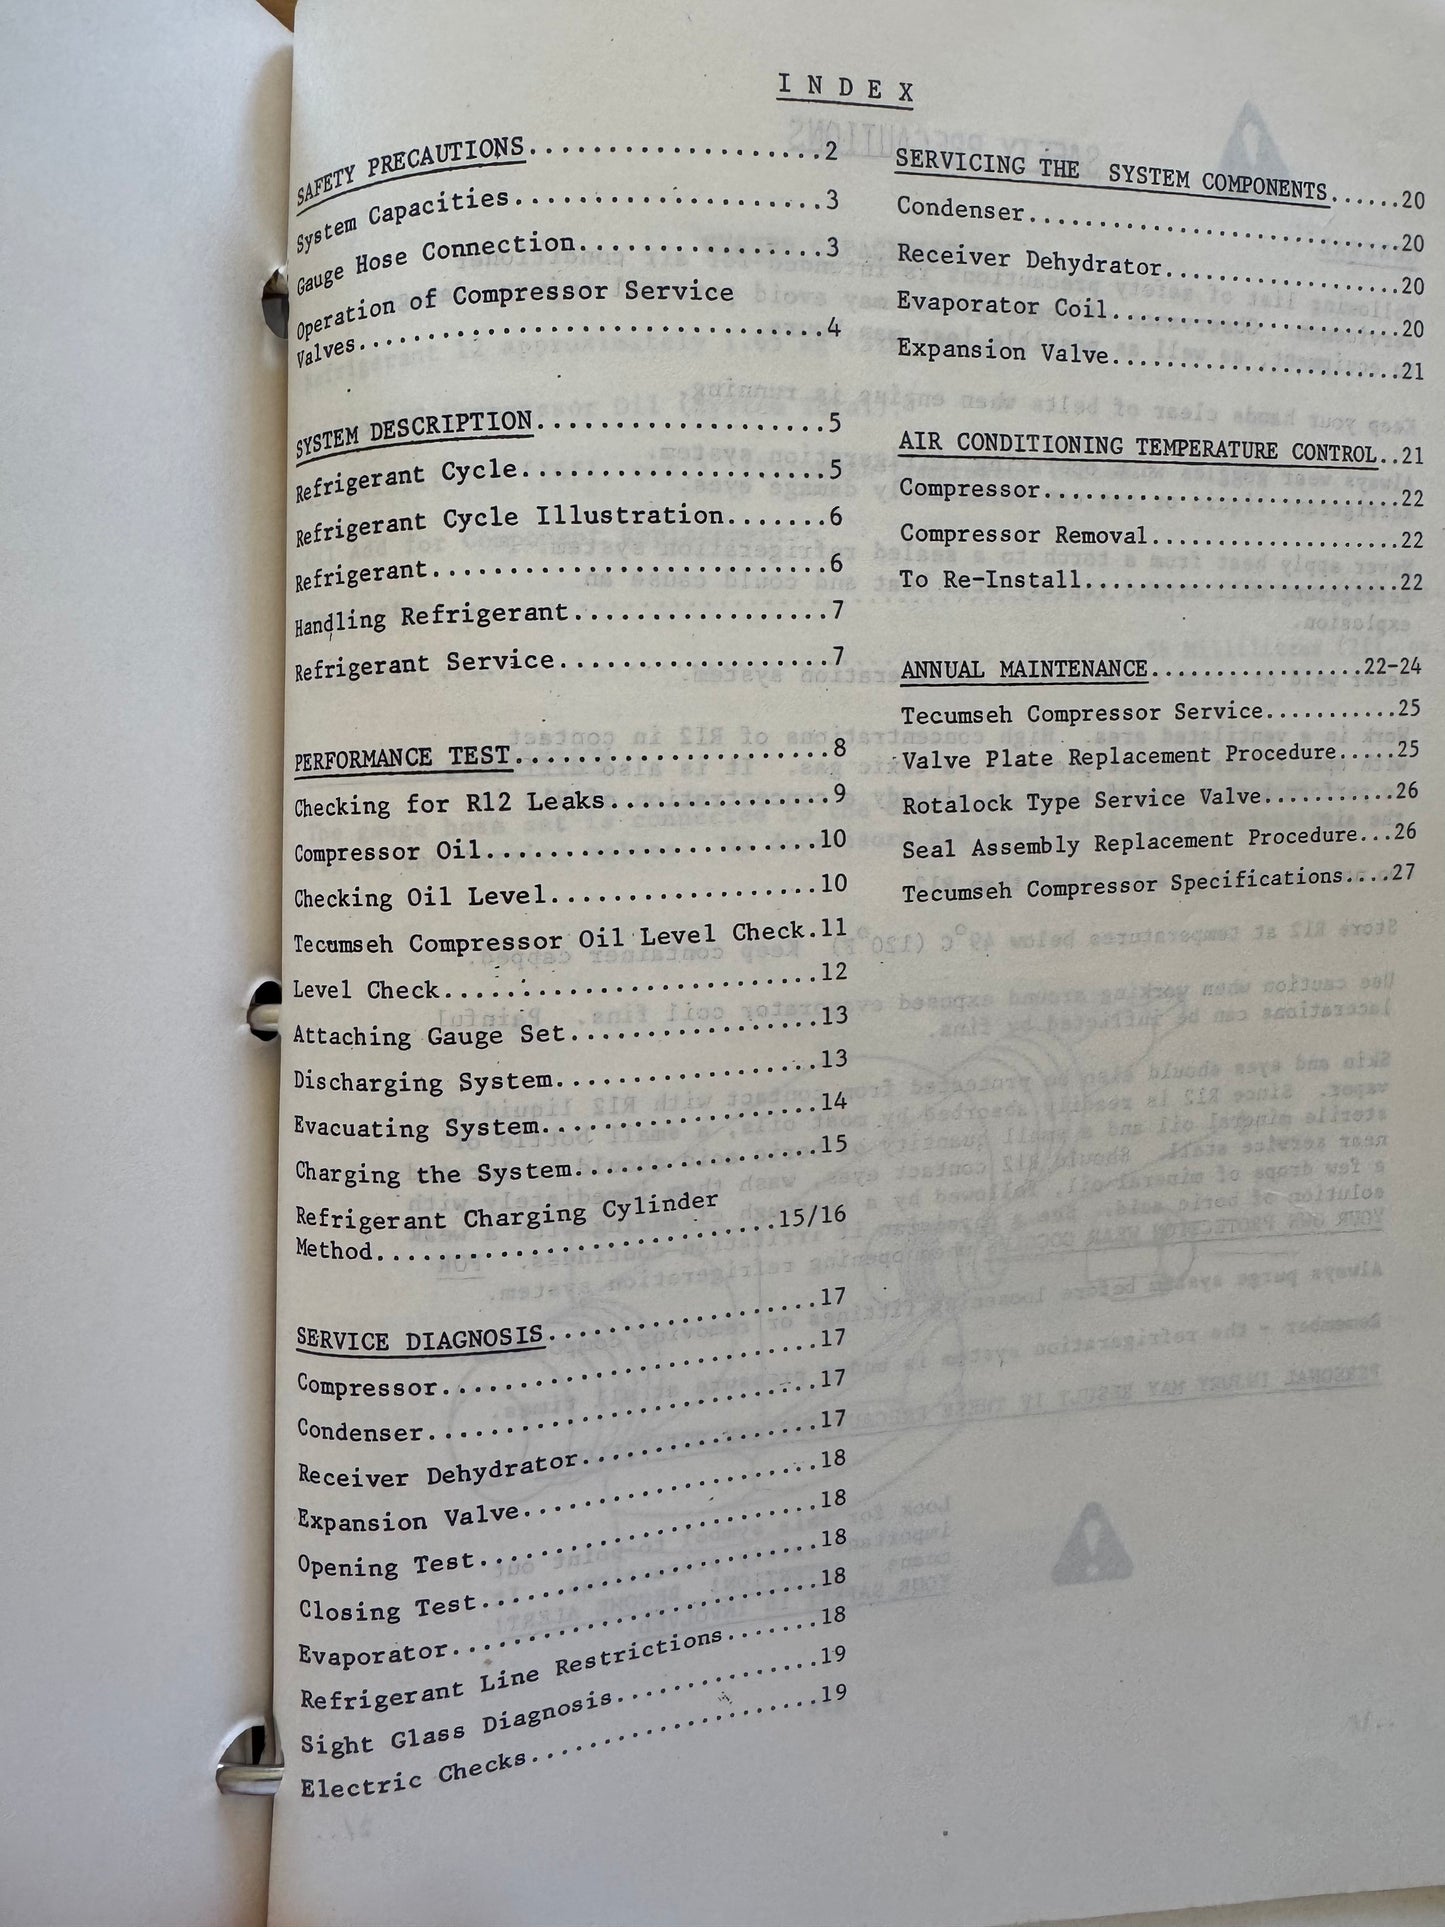 INDEX
SAFETY PRECAUTIONS...................2
System Capacities....................3
Gauge Hose Connection................3
Operation of Compressor Service
Valves..............................4
SYSTEM DESCRIPTION...................5
Refrigerant Cycle....................5
Refrigerant Cycle Illustration.......6
Refrigerant..........................6
Handling Refrigerant.................7
Refrigerant Service..................7
PERFORMANCE TEST.....................8
Checking for R12 Leaks...............9
Compressor Oil......................10
Checking Oil Level..................10
Tecumseh Compressor Oil Level Check.11
Level Check.........................12
Attaching Gauge Set.................13
Discharging System..................13
Evacuating System...................14
Charging the System.................15
Refrigerant Charging Cylinder
Method..........................15/16
SERVICE DIAGNOSIS...................17
Compressor..........................17
Condenser...........................17
Receiver Dehydrator.................17
Expansion Valve.....................18
Opening Test........................18
Closing Test........................18
Evaporator..........................18
Refrigerant Line Restrictions.......18
Sight Glass Diagnosis...............19
Electric Checks.....................19
SERVICING THE SYSTEM COMPONENTS......20
Condenser...........................20
Receiver Dehydrator.................20
Evaporator Coil.....................20
Expansion Valve.....................21
AIR CONDITIONING TEMPERATURE CONTROL..21
Compressor..........................22
Compressor Removal..................22
To Re-Install.......................22
ANNUAL MAINTENANCE...............22-24
Tecumseh Compressor Service..........25
Valve Plate Replacement Procedure.....25
Rotalock Type Service Valve...........26
Seal Assembly Replacement Procedure...26
Tecumseh Compressor Specifications....27